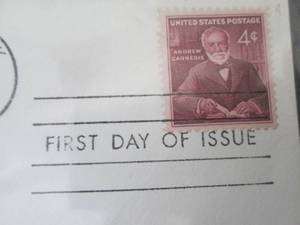 UNITED STATES POSTAGE
4¢
ANDREW
CARNEGIE
FIRST DAY OF ISSUE